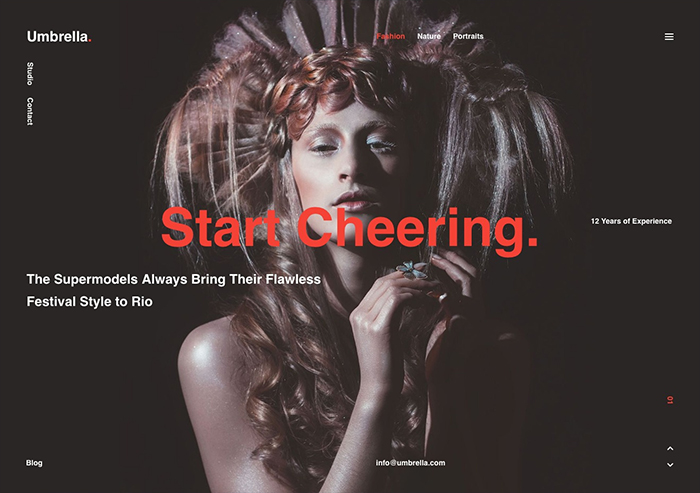 Umbrella.
Fashion Nature Portraits
Studio
Contact
Start Cheering.
12 Years of Experience
The Supermodels Always Bring Their Flawless
Festival Style to Rio
01
Blog
info@umbrella.com